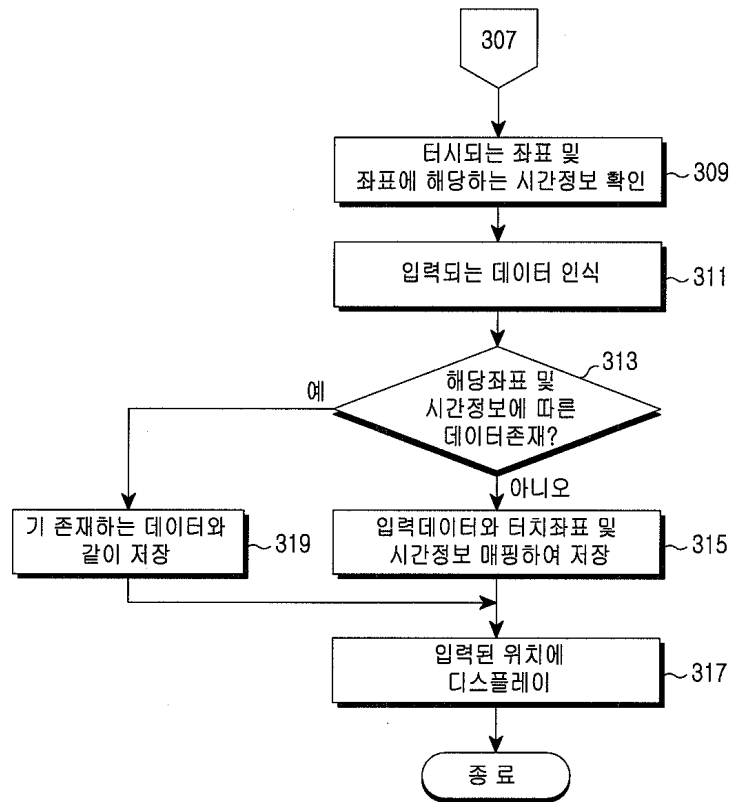 307
터시되는 좌표 및
좌표에 해당하는 시간정보 확인
309
입력되는 데이터 인식
311
313
해당좌표 및
시간정보에 따른
데이터존재?
예
아니오
기 존재하는 데이터와
같이 저장
319
입력데이터와 터치좌표 및
시간정보 매핑하여 저장
315
입력된 위치에
디스플레이
317
종 료